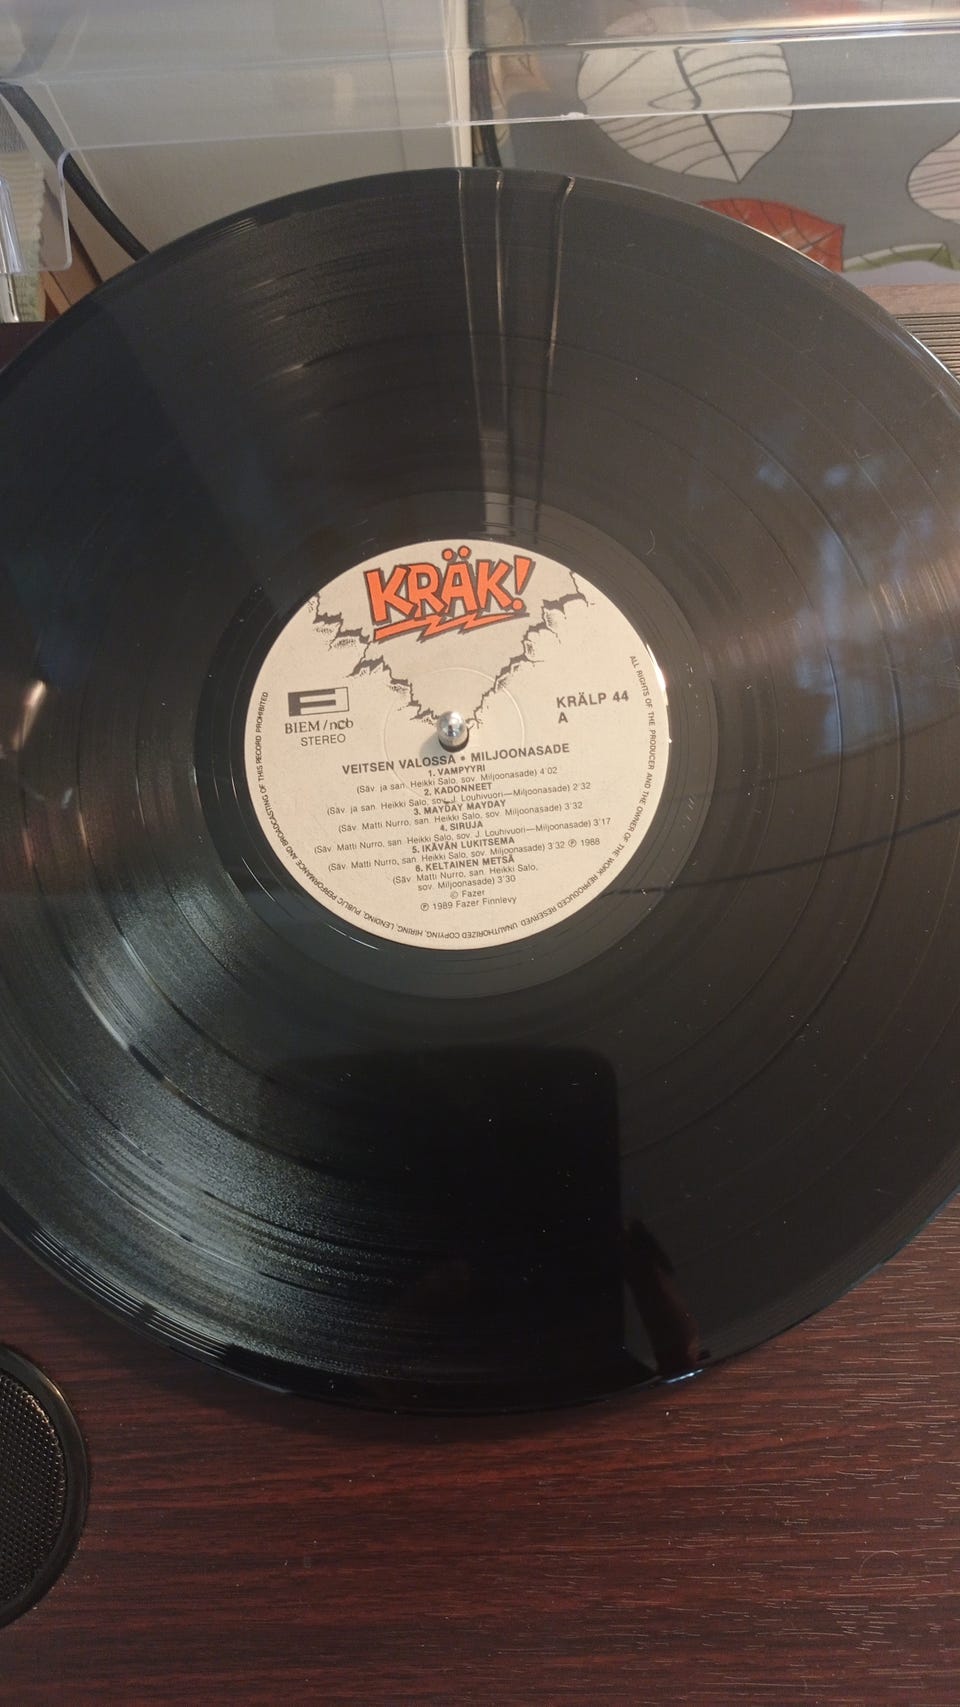 KRÄK!
BIEM/ncb
STEREO
KRÄLP 44
A
VEITSEN VALOSSA • MILJOONASADE
1. VAMPYYRI
(Säv. ja san. Heikki Salo, sov. Miljoonasade) 4'02
2. KADONNEET
(Säv. ja san. Heikki Salo, sov. J. Louhivuori—Miljoonasade) 2'32
3. MAYDAY MAYDAY
(Säv. Matti Nurro, san. Heikki Salo, sov. Miljoonasade) 3'32
4. SIRUJA
(Säv. Matti Nurro, san. Heikki Salo, sov. J. Louhivuori—Miljoonasade) 3'17
5. IKÄVÄN LUKITSEMA
(Säv. Matti Nurro, san. Heikki Salo, sov. Miljoonasade) 3'32 ℗ 1988
6. KELTAINEN METSÄ
(Säv. Matti Nurro, san. Heikki Salo,
sov. Miljoonasade) 3'30
© Fazer
℗ 1989 Fazer Finnlevy
ALL RIGHTS OF THE PRODUCER AND THE OWNER OF THE WORK REPRODUCED RESERVED. UNAUTHORIZED COPYING, HIRING, LENDING, PUBLIC PERFORMANCE AND BROADCASTING OF THIS RECORD PROHIBITED